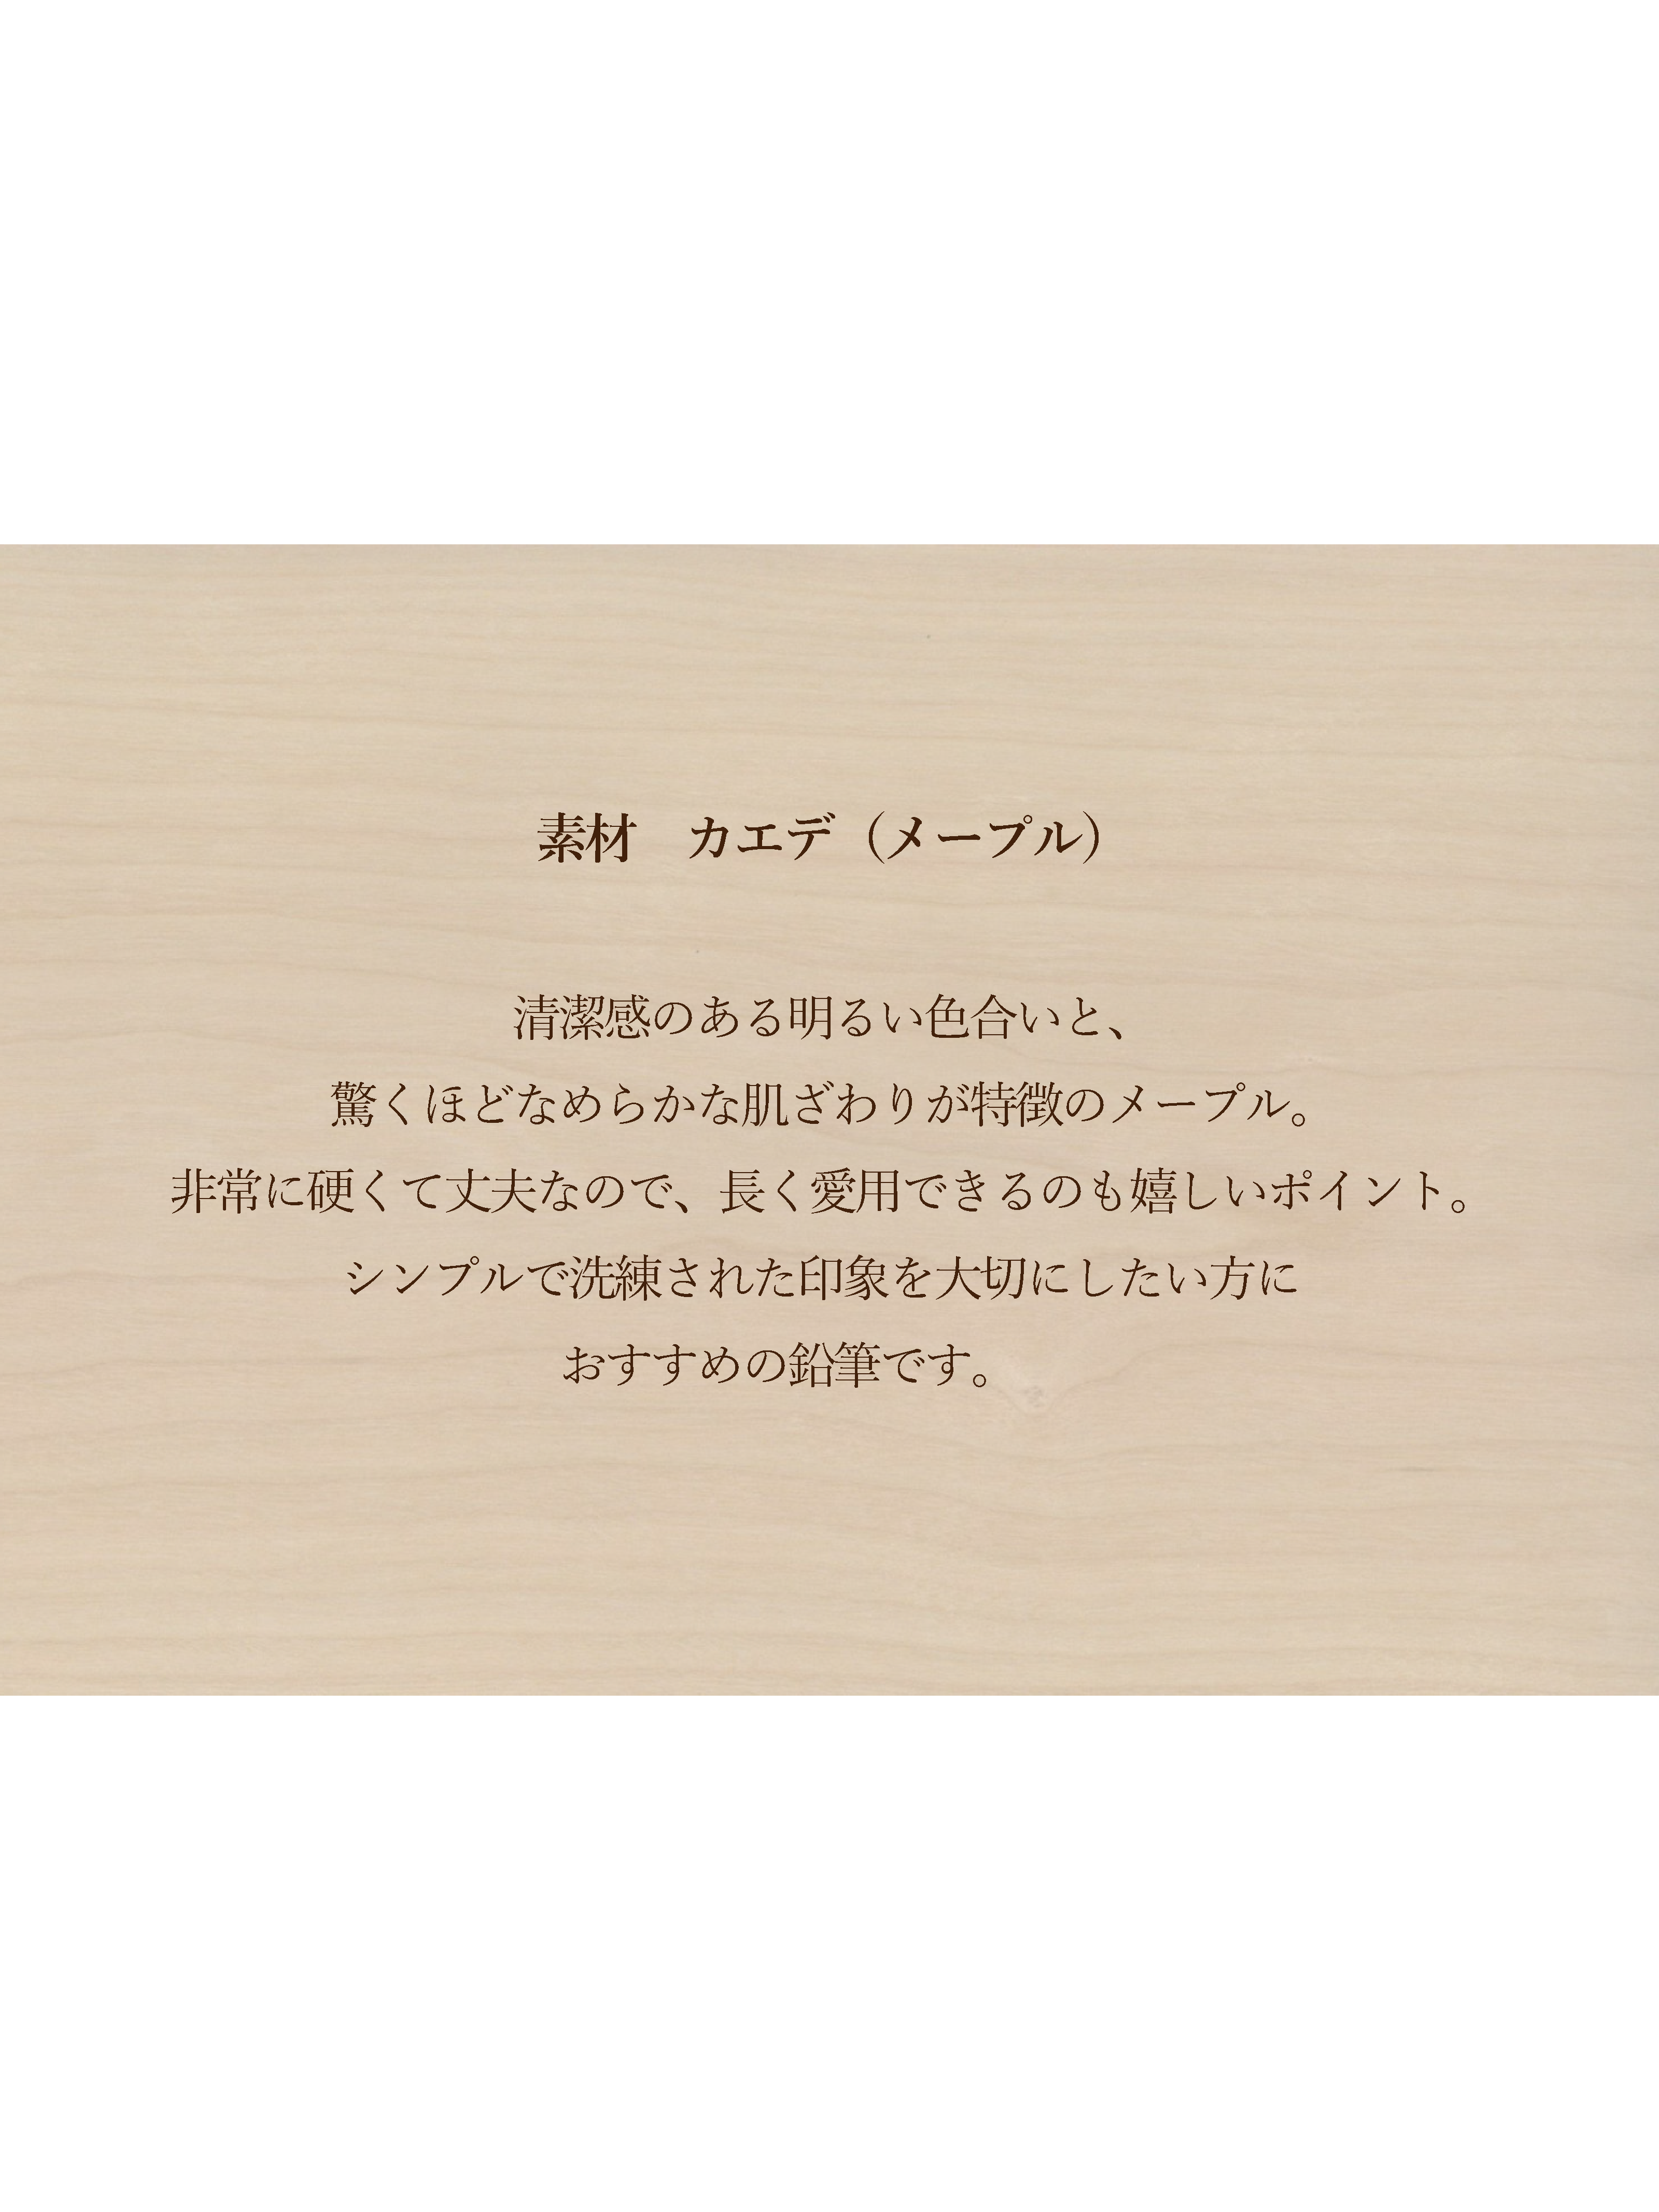 素材　カエデ（メープル）
清潔感のある明るい色合いと、
驚くほどなめらかな肌ざわりが特徴のメープル。
非常に硬くて丈夫なので、長く愛用できるのも嬉しいポイント。
シンプルで洗練された印象を大切にしたい方に
おすすめの鉛筆です。